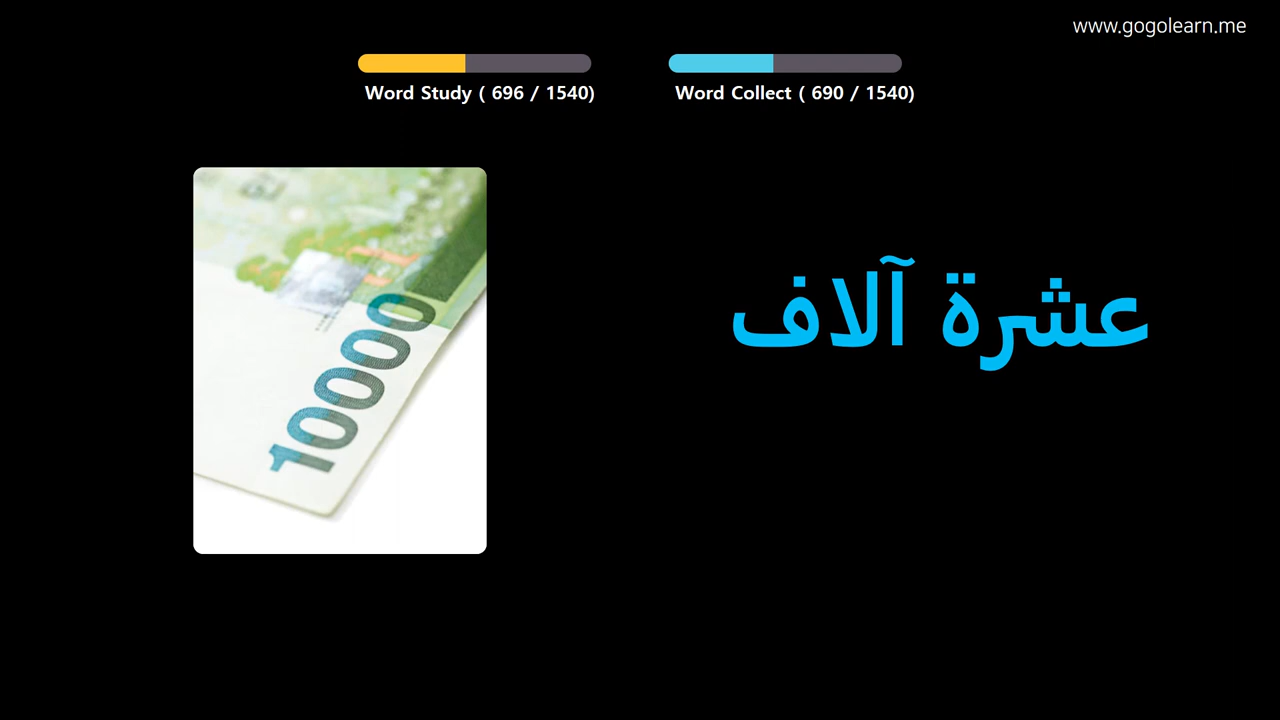 www.gogolearn.me
Word Study ( 696 / 1540)
Word Collect ( 690 / 1540)
عشرة آلاف
10000